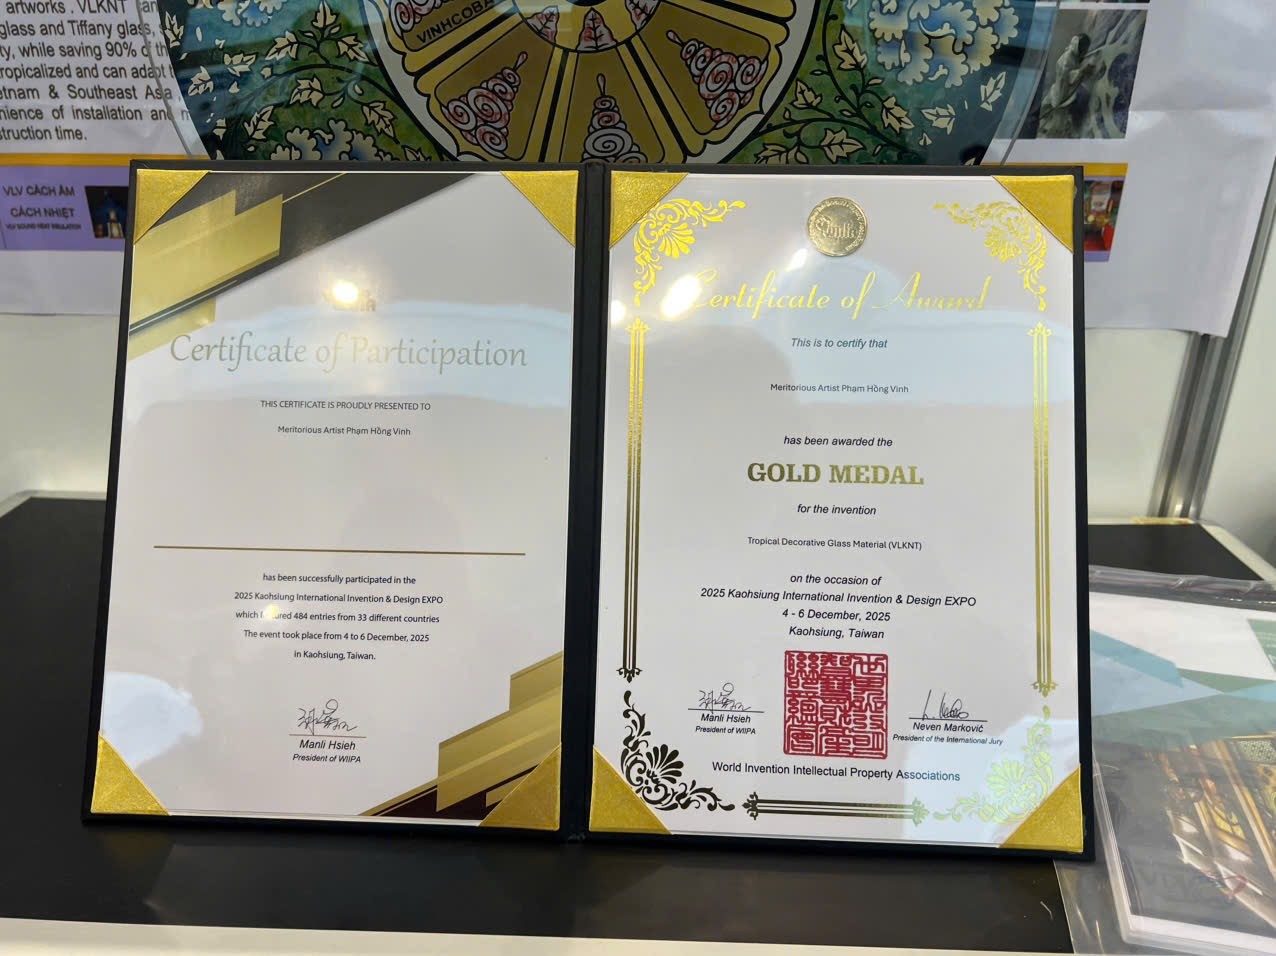 artworks . VLKNT can
glass and Tiffany glass,
while saving 90% of th
ropicalized and can adapt t
etnam & Southeast Asia
nience of installation and
struction time.
VINHCOBA
VLV CÁCH ÂM
CÁCH NHIỆT
VLV SOUND HEAT INSULATION
Certificate of Participation
THIS CERTIFICATE IS PROUDLY PRESENTED TO
Meritorious Artist Phạm Hồng Vinh
has been successfully participated in the
2025 Kaohsiung International Invention & Design EXPO
which featured 484 entries from 33 different countries
The event took place from 4 to 6 December, 2025
in Kaohsiung, Taiwan.
Manli Hsieh
President of WIIPA
Certificate of Award
This is to certify that
Meritorious Artist Phạm Hồng Vinh
has been awarded the
GOLD MEDAL
for the invention
Tropical Decorative Glass Material (VLKNT)
on the occasion of
2025 Kaohsiung International Invention & Design EXPO
4 - 6 December, 2025
Kaohsiung, Taiwan
Manli Hsieh
President of WIIPA
Neven Marković
President of the International Jury
World Invention Intellectual Property Associations